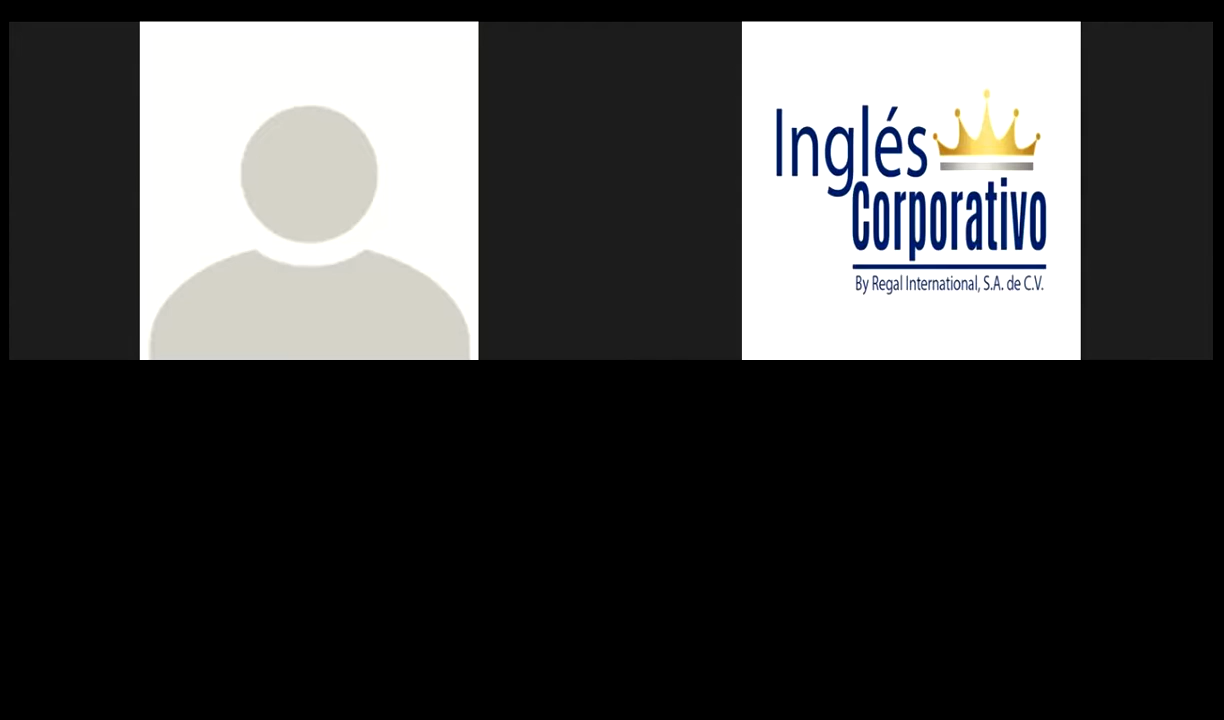 Inglés
Corporativo
By Regal International, S.A. de C.V.